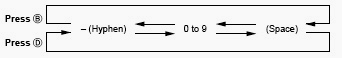 Press Ⓑ
– (Hyphen) 0 to 9 (Space)
Press Ⓓ